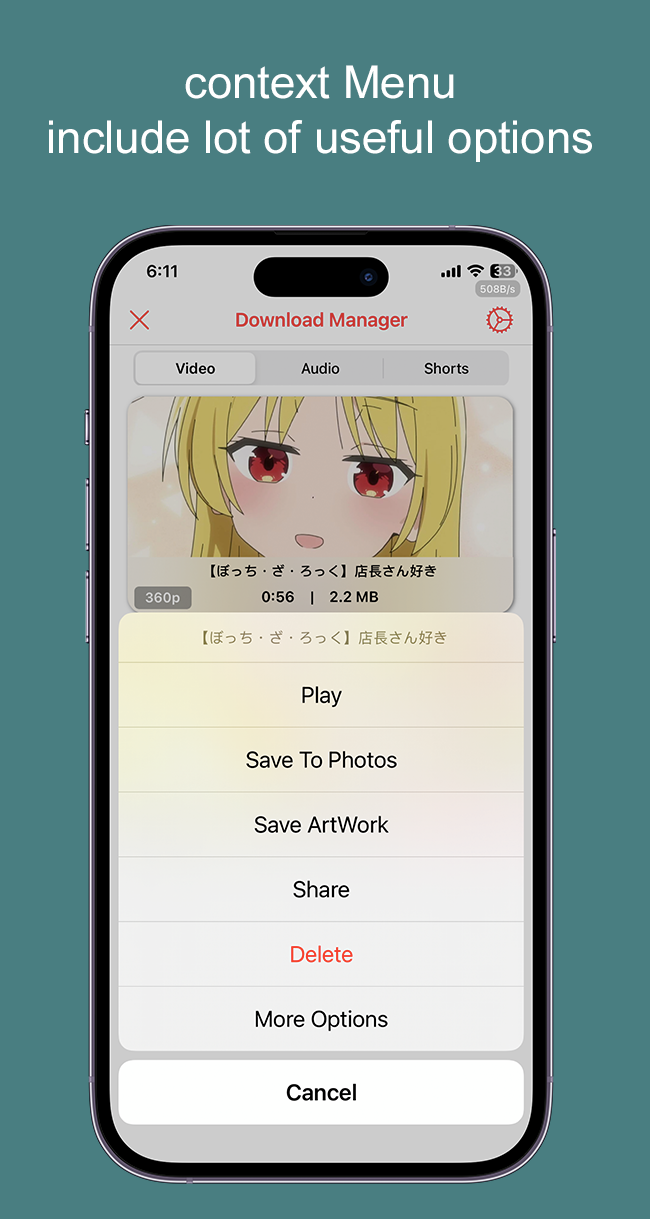 context Menu
include lot of useful options
6:11
33
508B/s
Download Manager
Video Audio Shorts
【ぼっち・ざ・ろっく】店長さん好き
360p 0:56 | 2.2 MB
【ぼっち・ざ・ろっく】店長さん好き
Play
Save To Photos
Save ArtWork
Share
Delete
More Options
Cancel